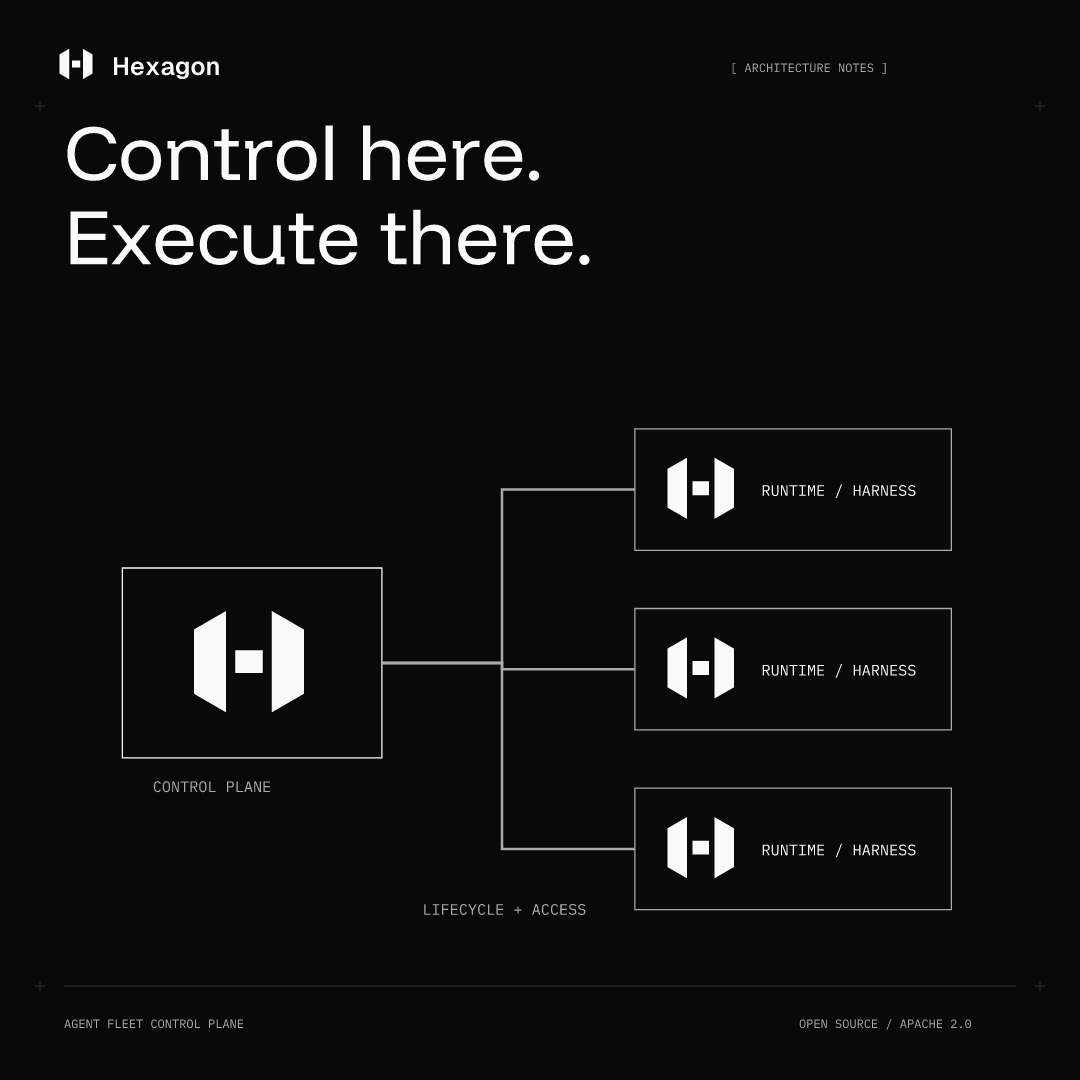 Hexagon
[ ARCHITECTURE NOTES ]
Control here.
Execute there.
RUNTIME / HARNESS
RUNTIME / HARNESS
CONTROL PLANE
RUNTIME / HARNESS
LIFECYCLE + ACCESS
AGENT FLEET CONTROL PLANE
OPEN SOURCE / APACHE 2.0